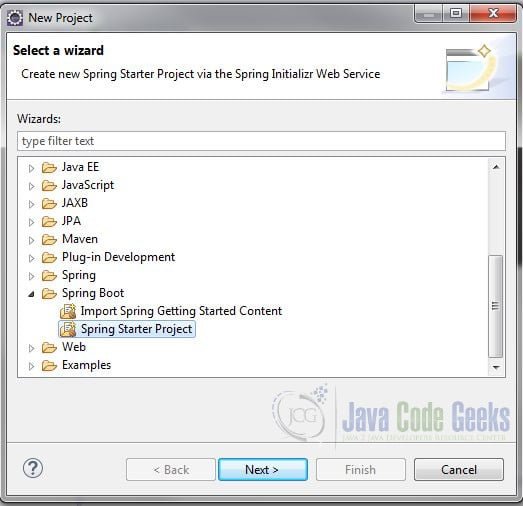 New Project
Select a wizard
Create new Spring Starter Project via the Spring Initializr Web Service
Wizards:
type filter text
Java EE
JavaScript
JAXB
JPA
Maven
Plug-in Development
Spring
Spring Boot
Import Spring Getting Started Content
Spring Starter Project
Web
Examples
JCG
Java Code Geeks
Java 2 Java Developers Resource Center
?
< Back
Next >
Finish
Cancel